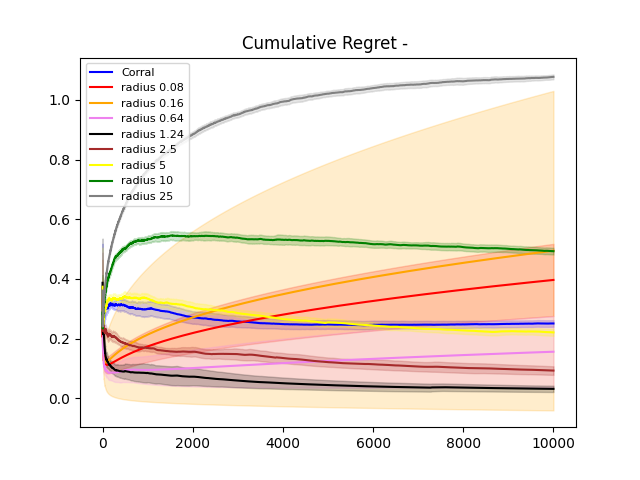 Cumulative Regret -
Corral
radius 0.08
radius 0.16
radius 0.64
radius 1.24
radius 2.5
radius 5
radius 10
radius 25
1.0
0.8
0.6
0.4
0.2
0.0
0 2000 4000 6000 8000 10000